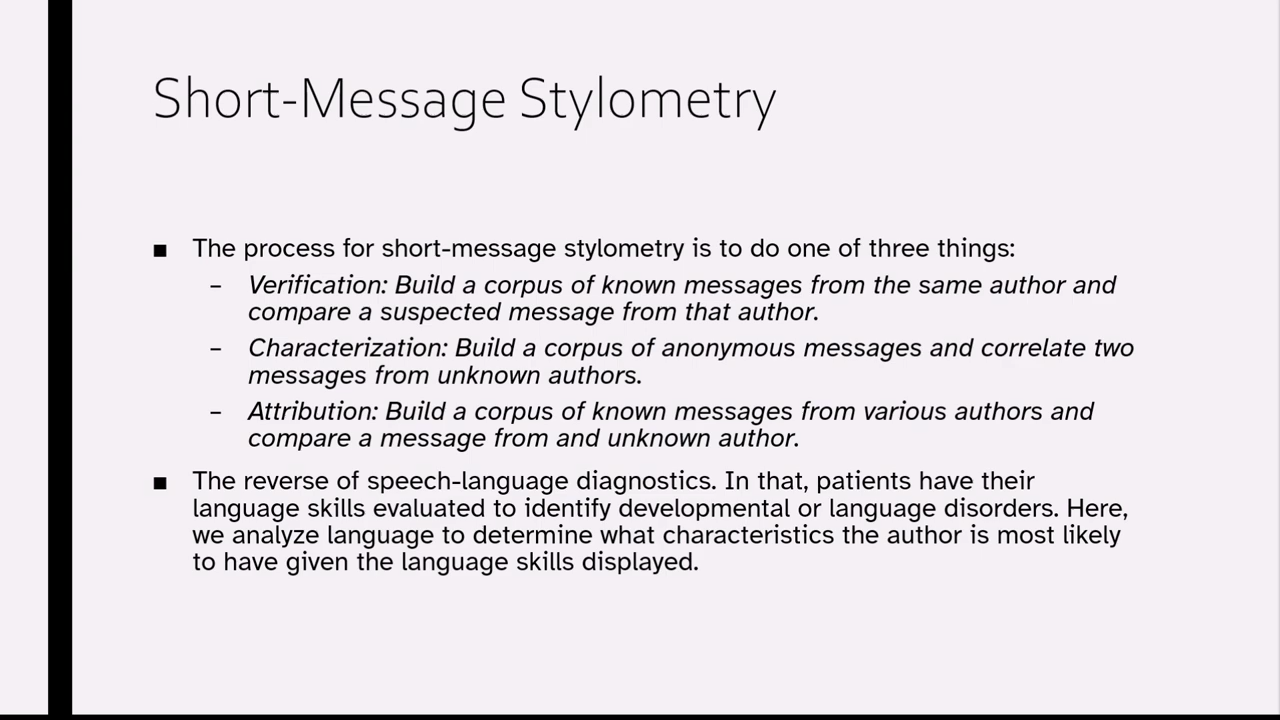 Short-Message Stylometry
■ The process for short-message stylometry is to do one of three things:
– Verification: Build a corpus of known messages from the same author and
compare a suspected message from that author.
– Characterization: Build a corpus of anonymous messages and correlate two
messages from unknown authors.
– Attribution: Build a corpus of known messages from various authors and
compare a message from and unknown author.
■ The reverse of speech-language diagnostics. In that, patients have their
language skills evaluated to identify developmental or language disorders. Here,
we analyze language to determine what characteristics the author is most likely
to have given the language skills displayed.